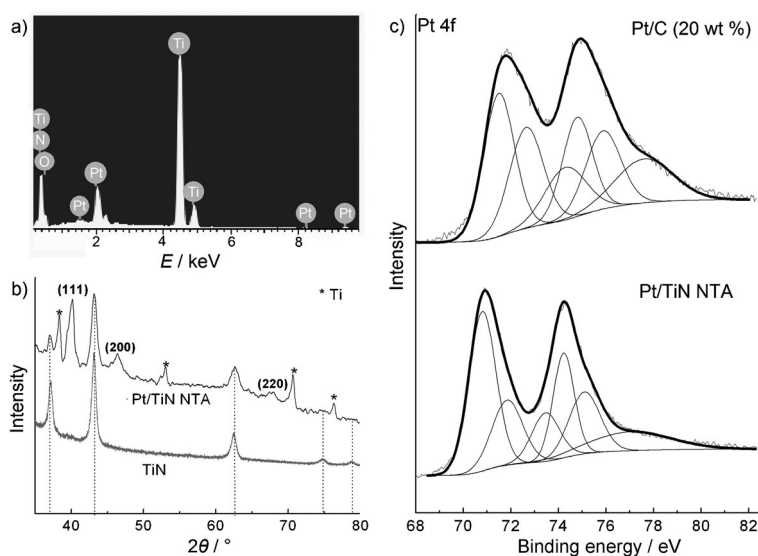 a)
Ti
Ti
N
O
Pt
Pt
Ti
Pt
Pt
2 4 6 8
E / keV
b)
(111)
* Ti
*
(200)
*
(220)
*
*
Pt/TiN NTA
TiN
Intensity
40 50 60 70 80
2θ / °
c)
Pt 4f
Pt/C (20 wt %)
Pt/TiN NTA
Intensity
68 70 72 74 76 78 80 82
Binding energy / eV